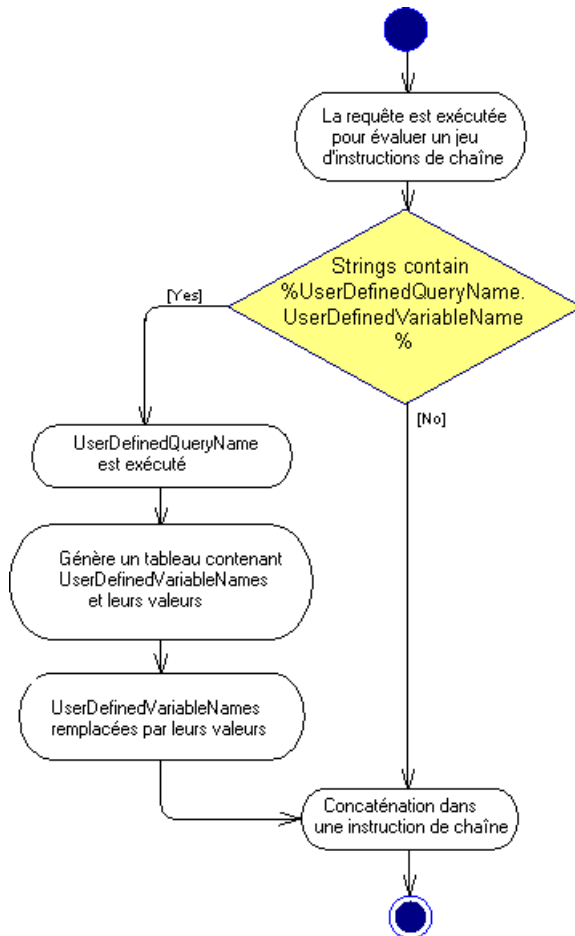 La requête est exécutée
pour évaluer un jeu
d'instructions de chaîne
Strings contain
%UserDefinedQueryName.
UserDefinedVariableName
%
[Yes]
[No]
UserDefinedQueryName
est exécuté
Génère un tableau contenant
UserDefinedVariableNames
et leurs valeurs
UserDefinedVariableNames
remplacées par leurs valeurs
Concaténation dans
une instruction de chaîne